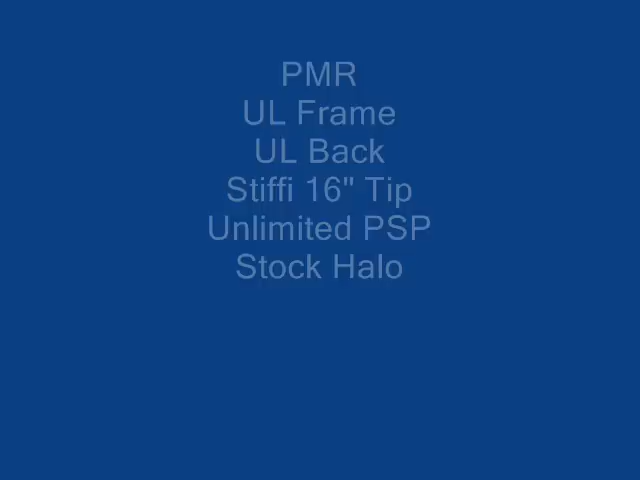 PMR
UL Frame
UL Back
Stiffi 16" Tip
Unlimited PSP
Stock Halo